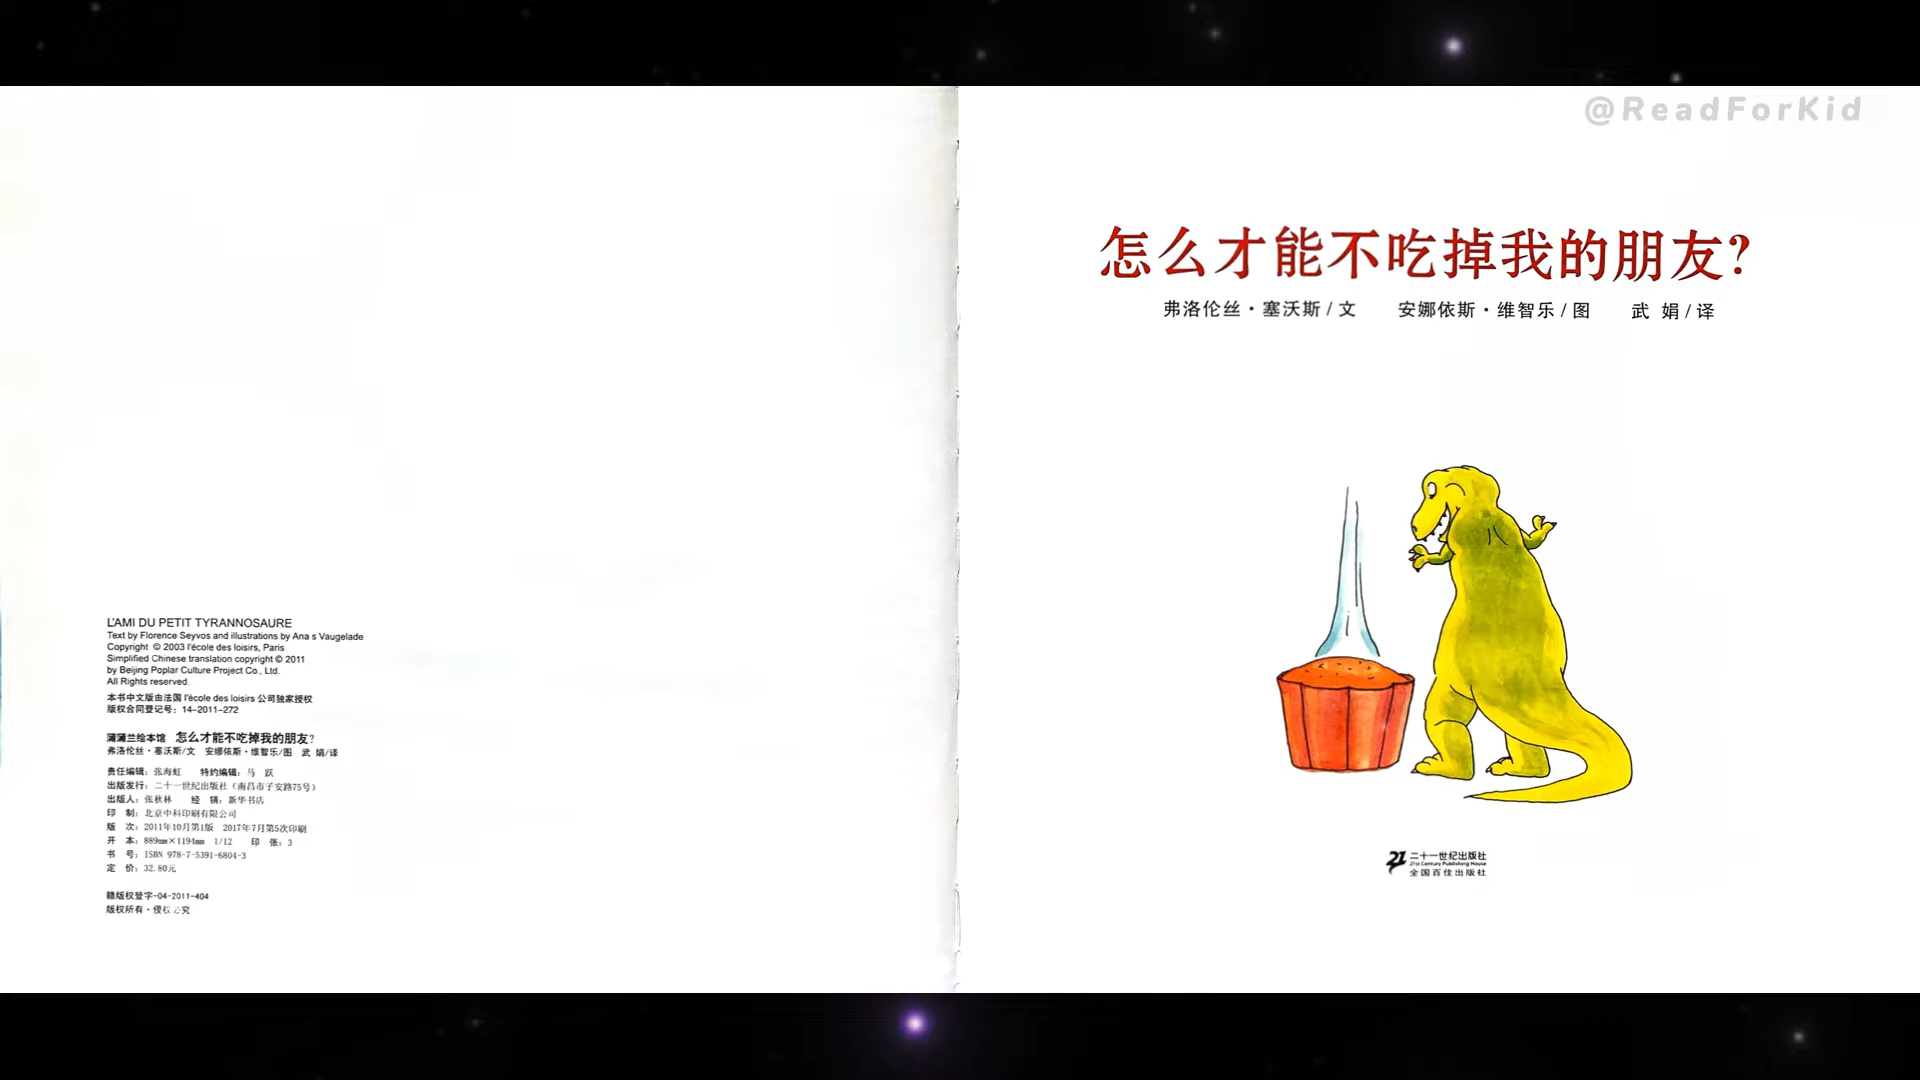 L'AMI DU PETIT TYRANNOSAURE
Text by Florence Seyvos and illustrations by Ana s Vaugelade
Copyright © 2003 l'école des loisirs, Paris
Simplified Chinese translation copyright © 2011
by Beijing Poplar Culture Project Co., Ltd.
All Rights reserved.
本书中文版由法国 l'école des loisirs 公司独家授权
版权合同登记号：14-2011-272
蒲蒲兰绘本馆 怎么才能不吃掉我的朋友？
弗洛伦丝·塞沃斯/文 安娜依斯·维智乐/图 武 娟/译
责任编辑：张海虹 特约编辑：马 跃
出版发行：二十一世纪出版社（南昌市子安路75号）
出版人：张秋林 经 销：新华书店
印 制：北京中科印刷有限公司
版 次：2011年10月第1版 2017年7月第5次印刷
开 本：889mm×1194mm 1/12 印 张：3
书 号：ISBN 978-7-5391-6804-3
定 价：32.80元
赣版权登字-04-2011-404
版权所有·侵权必究
@ReadForKid
怎么才能不吃掉我的朋友？
弗洛伦丝·塞沃斯/文 安娜依斯·维智乐/图 武 娟/译
21 二十一世纪出版社
21st Century Publishing House
全国百佳出版社